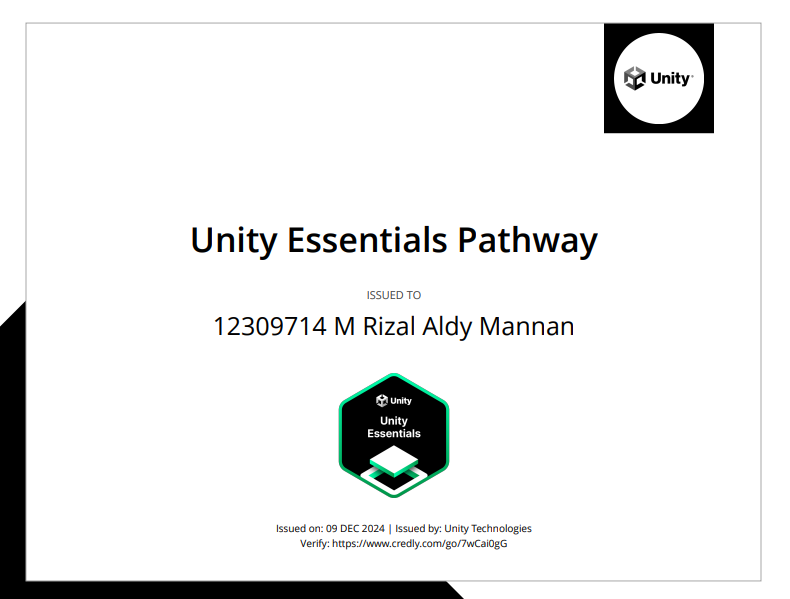 Unity
Unity Essentials Pathway
ISSUED TO
12309714 M Rizal Aldy Mannan
Unity
Unity
Essentials
Issued on: 09 DEC 2024 | Issued by: Unity Technologies
Verify: https://www.credly.com/go/7wCai0gG